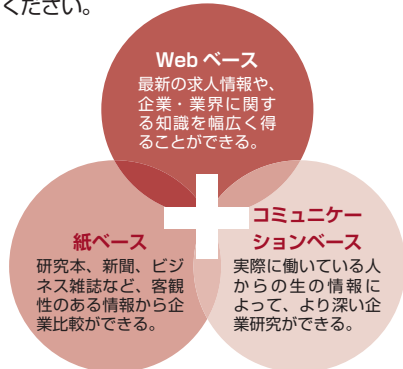 ください。
Web ベース
最新の求人情報や、
企業・業界に関す
る知識を幅広く得
ることができる。
紙ベース
研究本、新聞、ビジ
ネス雑誌など、客観
性のある情報から企
業比較ができる。
コミュニケー
ションベース
実際に働いている人
からの生の情報に
よって、より深い企
業研究ができる。